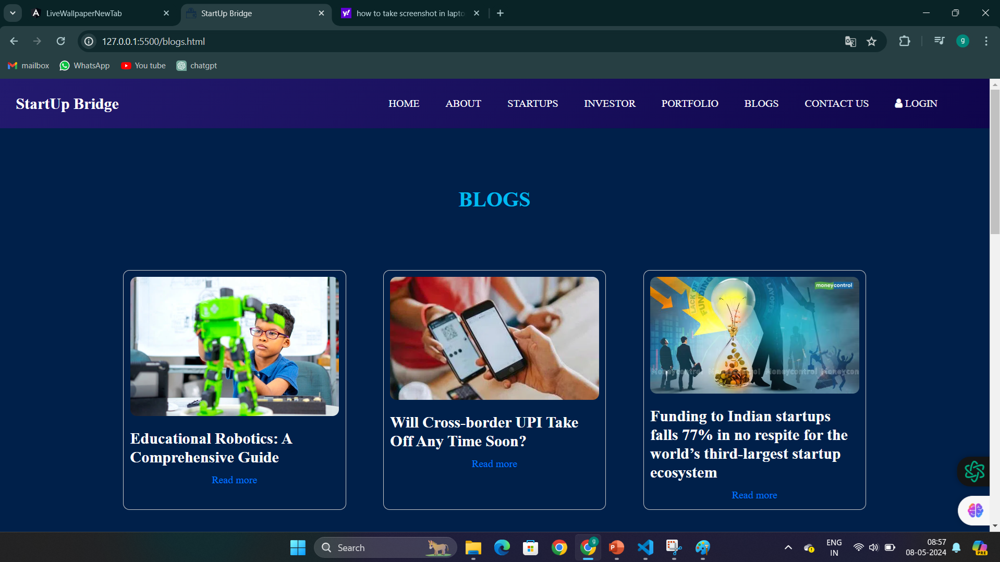 LiveWallpaperNewTab
StartUp Bridge
how to take screenshot in lapto
127.0.0.1:5500/blogs.html
g
mailbox
WhatsApp
You tube
chatgpt
StartUp Bridge
HOME
ABOUT
STARTUPS
INVESTOR
PORTFOLIO
BLOGS
CONTACT US
LOGIN
BLOGS
moneycontrol
LACK OF
FUNDING
LAYOFFS
Moneycontrol Moneycontrol Moneycontrol Moneycon
Educational Robotics: A
Comprehensive Guide
Read more
Will Cross-border UPI Take
Off Any Time Soon?
Read more
Funding to Indian startups
falls 77% in no respite for the
world’s third-largest startup
ecosystem
Read more
Search
g
P
ENG
IN
08:57
08-05-2024
PRE